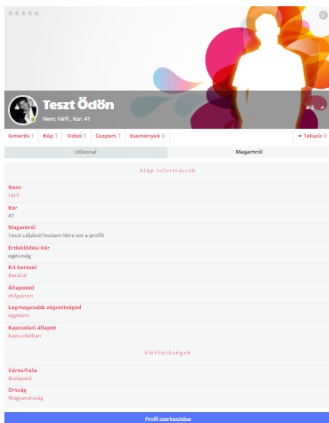 Teszt Ödön
Nem: Férfi , Kor: 41
Ismerős 1 Kép 1 Videó 1 Csoport 1 Események 0 Tetszik 0
Idővonal Magamról
Alap információk
Nem
Férfi
Kor
41
Magamról
Teszt céljából hoztam létre ezt a profilt
Érdeklődési kör
egészség
Kit keresel
Barátot
Állapotod
dolgozom
Legmagasabb végzettséged
egyetem
Kapcsolati állapot
kapcsolatban
Elérhetőségek
Város/Falu
Budapest
Ország
Magyarország
Profil szerkesztése